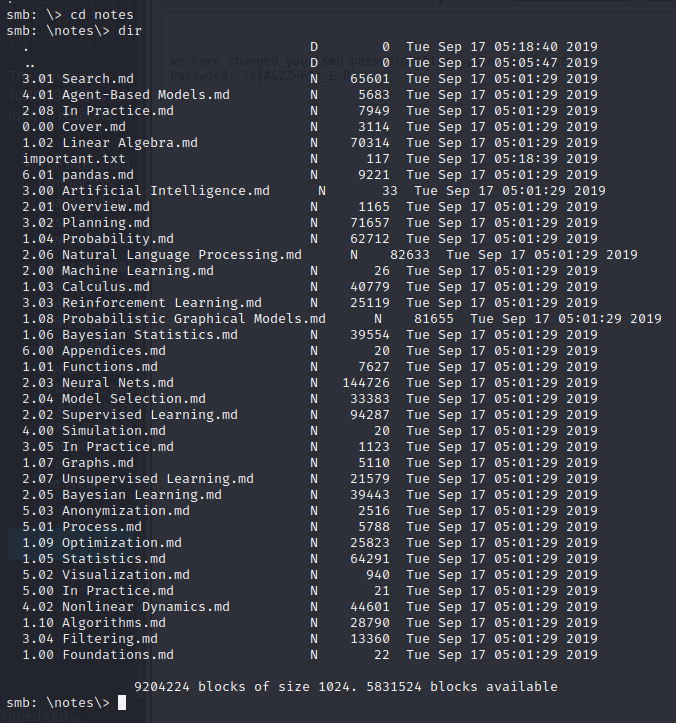 smb: \> cd notes
smb: \notes\> dir
. D 0 Tue Sep 17 05:18:40 2019
.. D 0 Tue Sep 17 05:05:47 2019
3.01 Search.md N 65601 Tue Sep 17 05:01:29 2019
4.01 Agent-Based Models.md N 5683 Tue Sep 17 05:01:29 2019
2.08 In Practice.md N 7949 Tue Sep 17 05:01:29 2019
0.00 Cover.md N 3114 Tue Sep 17 05:01:29 2019
1.02 Linear Algebra.md N 70314 Tue Sep 17 05:01:29 2019
important.txt N 117 Tue Sep 17 05:18:39 2019
6.01 pandas.md N 9221 Tue Sep 17 05:01:29 2019
3.00 Artificial Intelligence.md N 33 Tue Sep 17 05:01:29 2019
2.01 Overview.md N 1165 Tue Sep 17 05:01:29 2019
3.02 Planning.md N 71657 Tue Sep 17 05:01:29 2019
1.04 Probability.md N 62712 Tue Sep 17 05:01:29 2019
2.06 Natural Language Processing.md N 82633 Tue Sep 17 05:01:29 2019
2.00 Machine Learning.md N 26 Tue Sep 17 05:01:29 2019
1.03 Calculus.md N 40779 Tue Sep 17 05:01:29 2019
3.03 Reinforcement Learning.md N 25119 Tue Sep 17 05:01:29 2019
1.08 Probabilistic Graphical Models.md N 81655 Tue Sep 17 05:01:29 2019
1.06 Bayesian Statistics.md N 39554 Tue Sep 17 05:01:29 2019
6.00 Appendices.md N 20 Tue Sep 17 05:01:29 2019
1.01 Functions.md N 7627 Tue Sep 17 05:01:29 2019
2.03 Neural Nets.md N 144726 Tue Sep 17 05:01:29 2019
2.04 Model Selection.md N 33383 Tue Sep 17 05:01:29 2019
2.02 Supervised Learning.md N 94287 Tue Sep 17 05:01:29 2019
4.00 Simulation.md N 20 Tue Sep 17 05:01:29 2019
3.05 In Practice.md N 1123 Tue Sep 17 05:01:29 2019
1.07 Graphs.md N 5110 Tue Sep 17 05:01:29 2019
2.07 Unsupervised Learning.md N 21579 Tue Sep 17 05:01:29 2019
2.05 Bayesian Learning.md N 39443 Tue Sep 17 05:01:29 2019
5.03 Anonymization.md N 2516 Tue Sep 17 05:01:29 2019
5.01 Process.md N 5788 Tue Sep 17 05:01:29 2019
1.09 Optimization.md N 25823 Tue Sep 17 05:01:29 2019
1.05 Statistics.md N 64291 Tue Sep 17 05:01:29 2019
5.02 Visualization.md N 940 Tue Sep 17 05:01:29 2019
5.00 In Practice.md N 21 Tue Sep 17 05:01:29 2019
4.02 Nonlinear Dynamics.md N 44601 Tue Sep 17 05:01:29 2019
1.10 Algorithms.md N 28790 Tue Sep 17 05:01:29 2019
3.04 Filtering.md N 13360 Tue Sep 17 05:01:29 2019
1.00 Foundations.md N 22 Tue Sep 17 05:01:29 2019
9204224 blocks of size 1024. 5831524 blocks available
smb: \notes\>